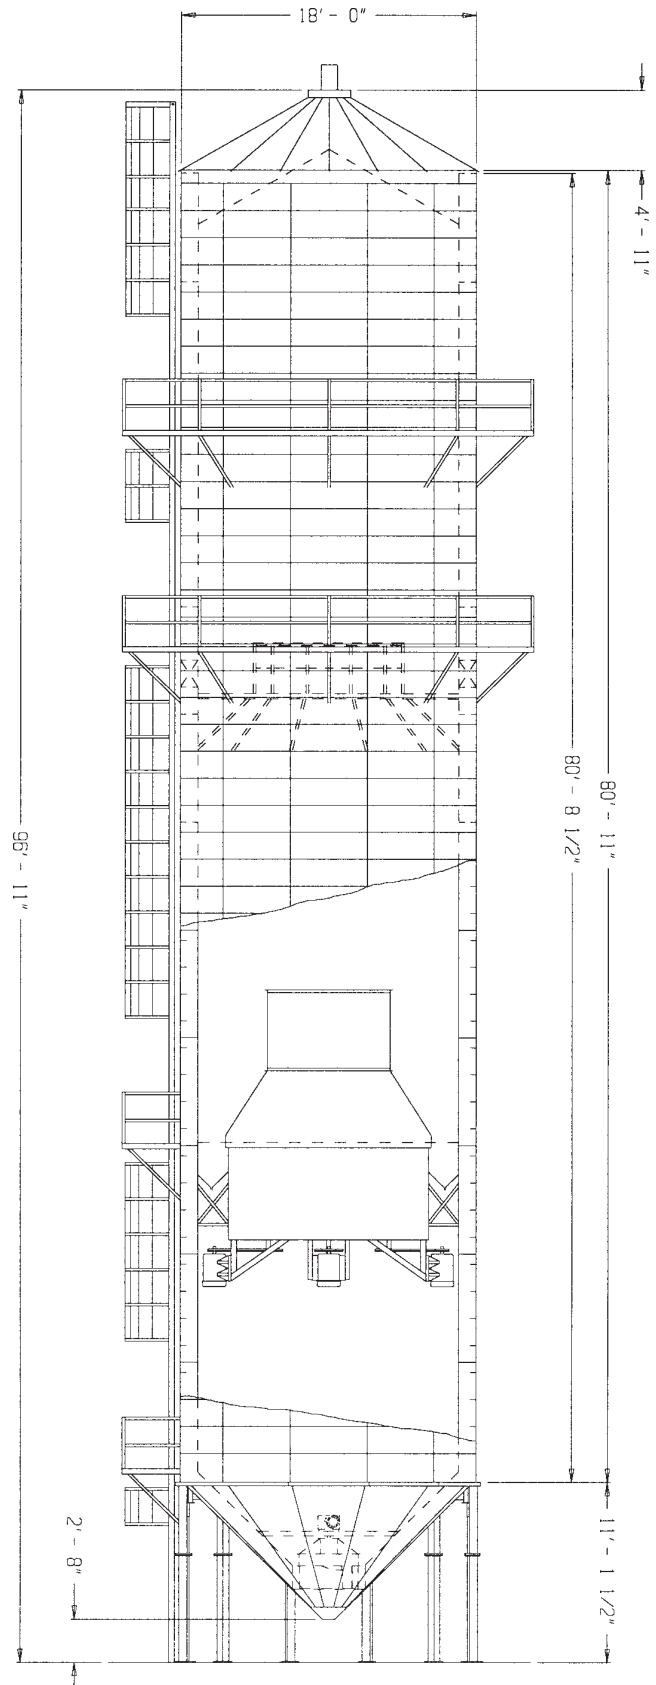 18' - 0"
4' - 11"
80' - 8 1/2"
80' - 11"
96' - 11"
2' - 8"
11' - 1 1/2"